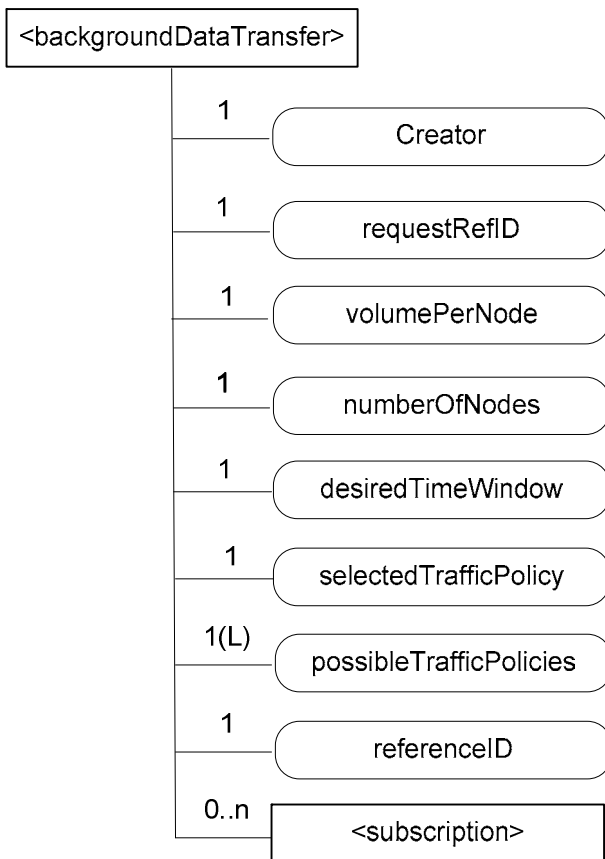 <backgroundDataTransfer>
1
Creator
1
requestRefID
1
volumePerNode
1
numberOfNodes
1
desiredTimeWindow
1
selectedTrafficPolicy
1(L)
possibleTrafficPolicies
1
referenceID
0..n
<subscription>